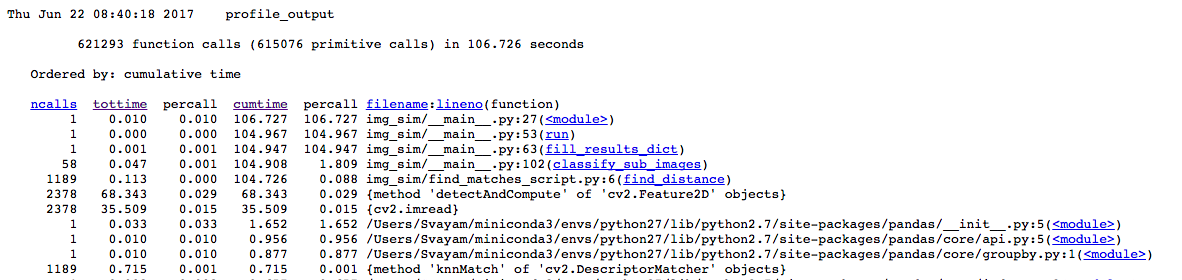 Thu Jun 22 08:40:18 2017    profile_output
621293 function calls (615076 primitive calls) in 106.726 seconds
Ordered by: cumulative time
ncalls  tottime  percall  cumtime  percall filename:lineno(function)
1    0.010    0.010  106.727  106.727 img_sim/__main__.py:27(<module>)
1    0.000    0.000  104.967  104.967 img_sim/__main__.py:53(run)
1    0.001    0.001  104.947  104.947 img_sim/__main__.py:63(fill_results_dict)
58    0.047    0.001  104.908    1.809 img_sim/__main__.py:102(classify_sub_images)
1189    0.113    0.000  104.726    0.088 img_sim/find_matches_script.py:6(find_distance)
2378   68.343    0.029   68.343    0.029 {method 'detectAndCompute' of 'cv2.Feature2D' objects}
2378   35.509    0.015   35.509    0.015 {cv2.imread}
1    0.033    0.033    1.652    1.652 /Users/Svayam/miniconda3/envs/python27/lib/python2.7/site-packages/pandas/__init__.py:5(<module>)
1    0.010    0.010    0.956    0.956 /Users/Svayam/miniconda3/envs/python27/lib/python2.7/site-packages/pandas/core/api.py:5(<module>)
1    0.010    0.010    0.877    0.877 /Users/Svayam/miniconda3/envs/python27/lib/python2.7/site-packages/pandas/core/groupby.py:1(<module>)
1189    0.715    0.001    0.715    0.001 {method 'knnMatch' of 'cv2.DescriptorMatcher' objects}